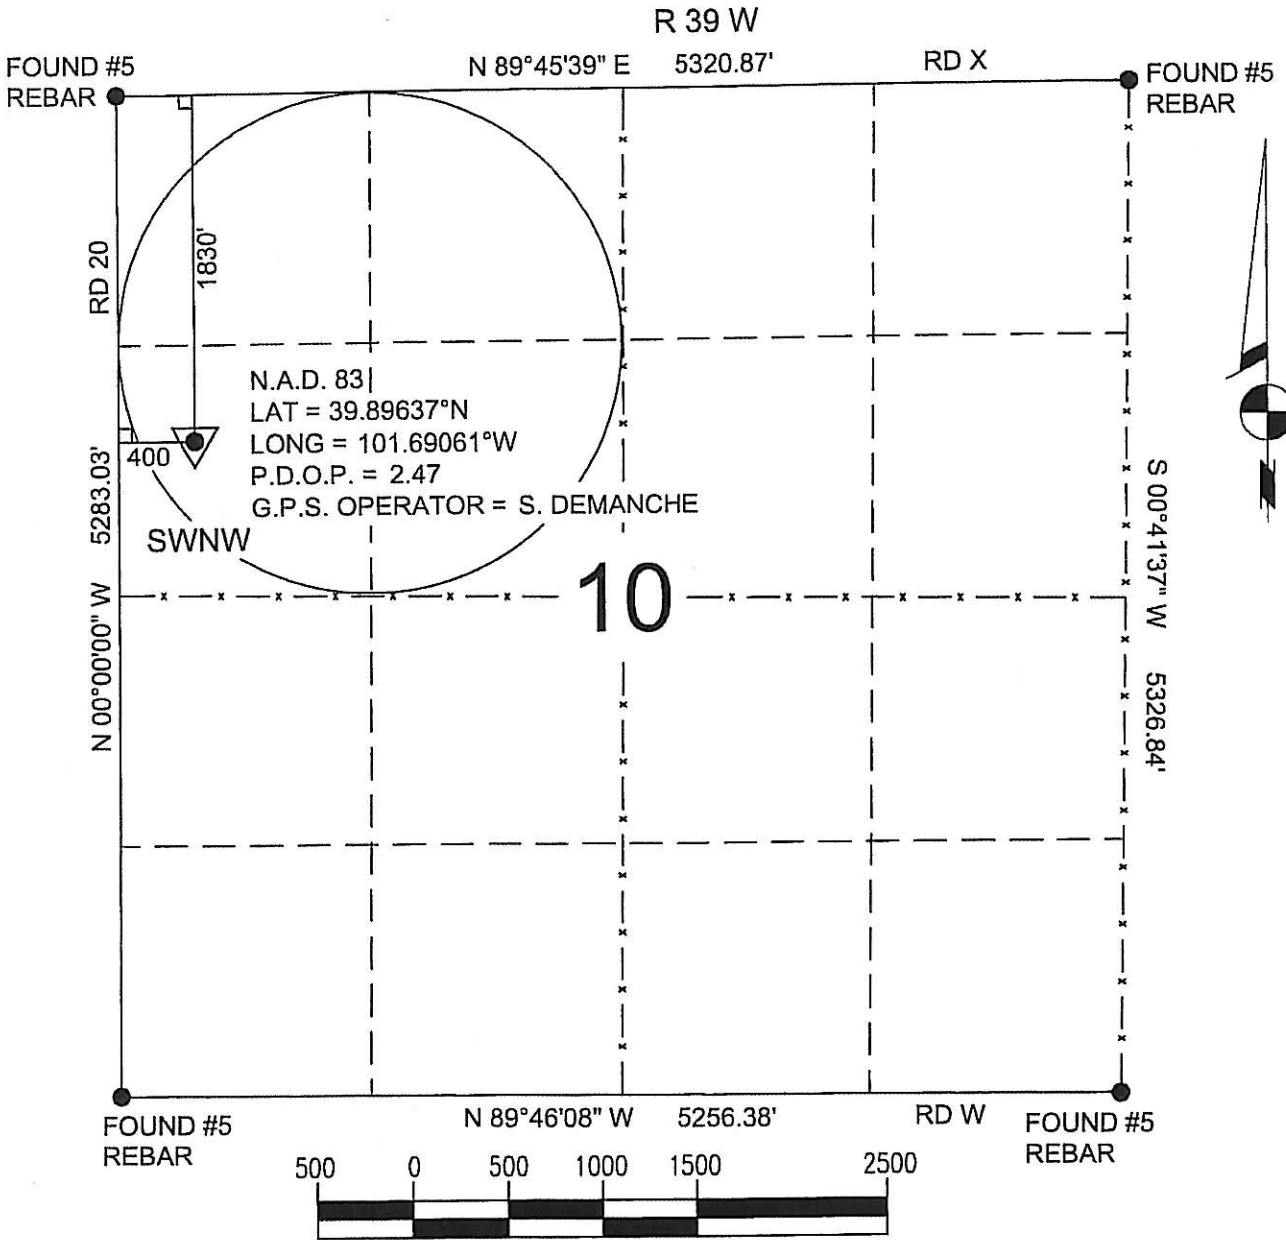 R 39 W
FOUND #5
REBAR
N 89°45'39" E 5320.87' RD X
FOUND #5
REBAR
RD 20
1830'
N.A.D. 83
LAT = 39.89637°N
LONG = 101.69061°W
P.D.O.P. = 2.47
G.P.S. OPERATOR = S. DEMANCHE
400
SWNW
N 00°00'00" W 5283.03'
10
S 00°41'37" W 5326.84'
N
FOUND #5
REBAR
N 89°46'08" W 5256.38' RD W
FOUND #5
REBAR
500 0 500 1000 1500 2500